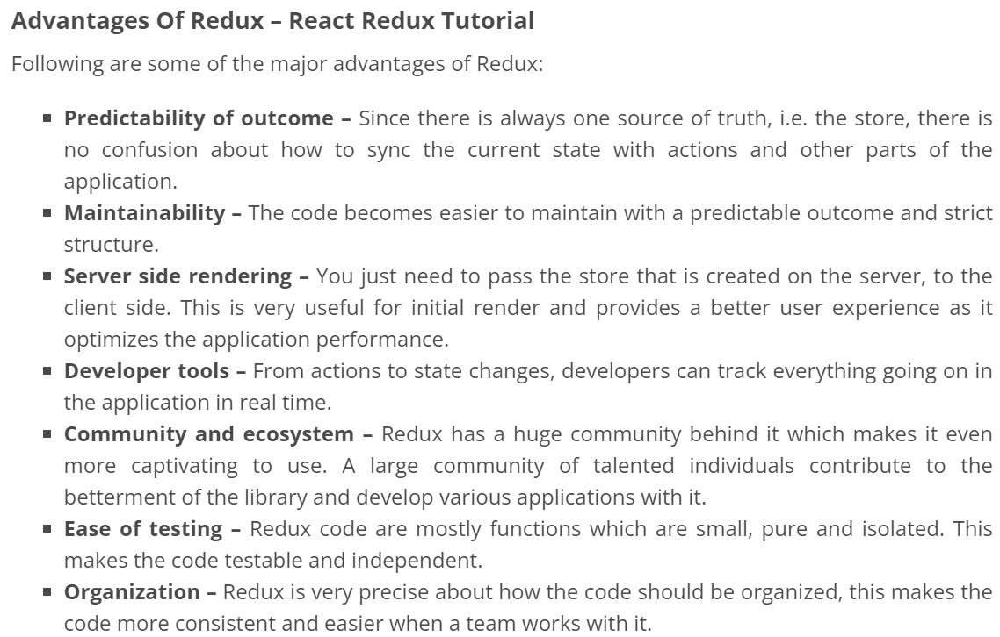 Advantages Of Redux – React Redux Tutorial
Following are some of the major advantages of Redux:
▪ Predictability of outcome – Since there is always one source of truth, i.e. the store, there is
no confusion about how to sync the current state with actions and other parts of the
application.
▪ Maintainability – The code becomes easier to maintain with a predictable outcome and strict
structure.
▪ Server side rendering – You just need to pass the store that is created on the server, to the
client side. This is very useful for initial render and provides a better user experience as it
optimizes the application performance.
▪ Developer tools – From actions to state changes, developers can track everything going on in
the application in real time.
▪ Community and ecosystem – Redux has a huge community behind it which makes it even
more captivating to use. A large community of talented individuals contribute to the
betterment of the library and develop various applications with it.
▪ Ease of testing – Redux code are mostly functions which are small, pure and isolated. This
makes the code testable and independent.
▪ Organization – Redux is very precise about how the code should be organized, this makes the
code more consistent and easier when a team works with it.